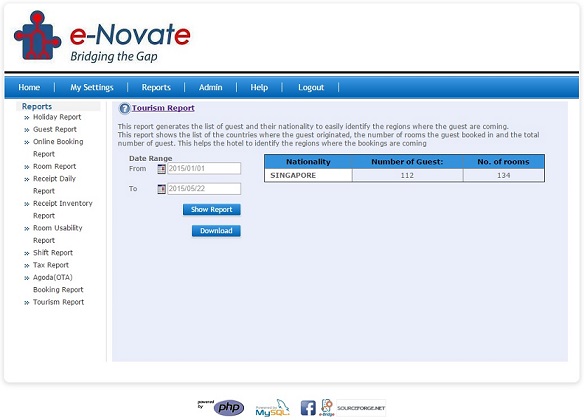 e-Novate
Bridging the Gap
Home My Settings Reports Admin Help Logout
Reports
Holiday Report
Guest Report
Online Booking
Report
Room Report
Receipt Daily
Report
Receipt Inventory
Report
Room Usability
Report
Shift Report
Tax Report
Agoda(OTA)
Booking Report
Tourism Report
Tourism Report
This report generates the list of guest and their nationality to easily identify the regions where the guest are coming.
This report shows the list of the countries where the guest originated, the number of rooms the guest booked in and the total
number of guest. This helps the hotel to identify the regions where the bookings are coming
Date Range
From 2015/01/01
To 2015/05/22
Show Report
Download
Nationality Number of Guest: No. of rooms
SINGAPORE 112 134
powered by php
Powered by MySQL
f
e-Bridge
SOURCEFORGE.NET